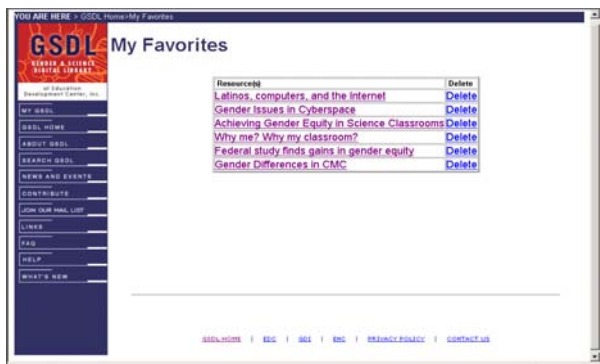 YOU ARE HERE > GSDL Home>My Favorites
GSDL
GENDER & SCIENCE
DIGITAL LIBRARY
at Education
Development Center, Inc.
MY GSDL
GSDL HOME
ABOUT GSDL
SEARCH GSDL
NEWS AND EVENTS
CONTRIBUTE
JOIN OUR MAIL LIST
LINKS
FAQ
HELP
WHAT'S NEW
My Favorites
Resource(s) Delete
Latinos, computers, and the Internet Delete
Gender Issues in Cyberspace Delete
Achieving Gender Equity in Science Classrooms Delete
Why me? Why my classroom? Delete
Federal study finds gains in gender equity Delete
Gender Differences in CMC Delete
GSDL HOME | EDC | GDI | ENC | PRIVACY POLICY | CONTACT US